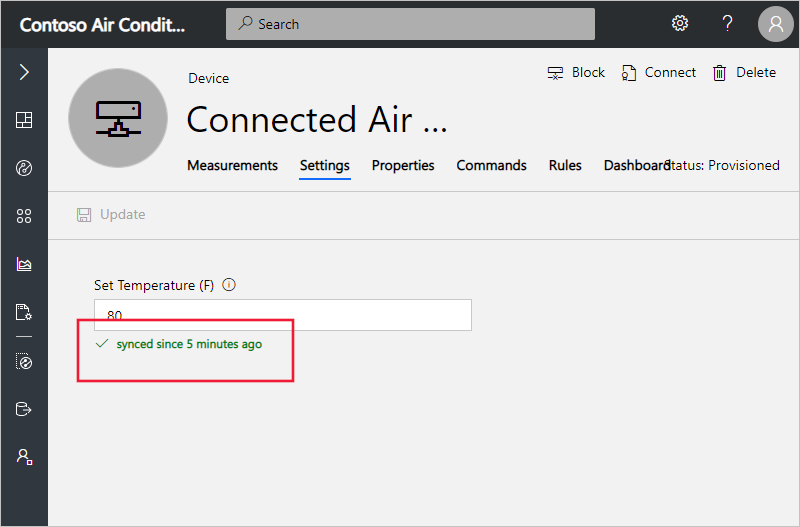 Contoso Air Condit...
Search
?
Device
Block
Connect
Delete
Connected Air ...
Measurements Settings Properties Commands Rules Dashboard Status: Provisioned
Update
Set Temperature (F)
80
synced since 5 minutes ago